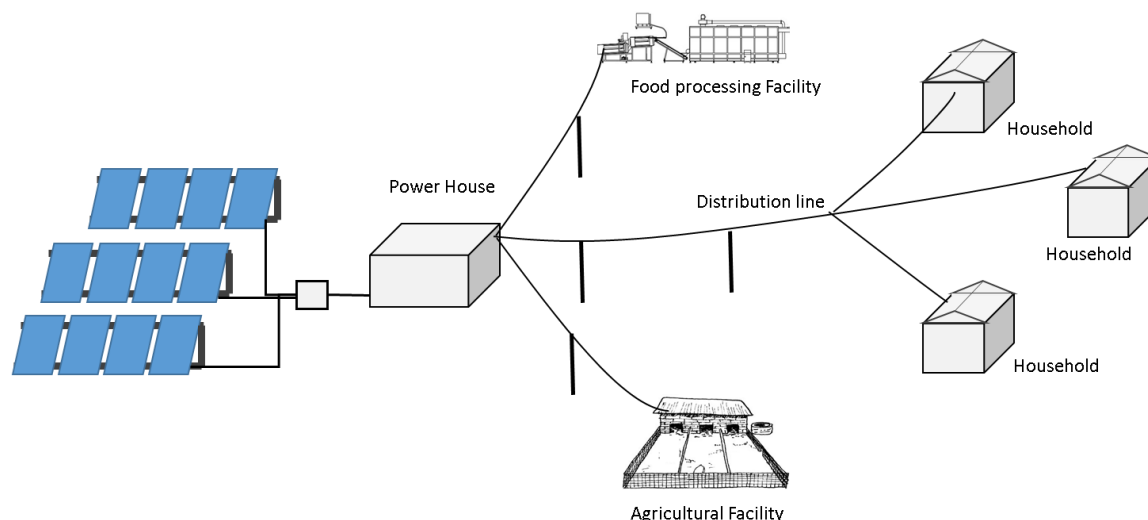 Food processing Facility
Household
Power House
Distribution line
Household
Household
Agricultural Facility